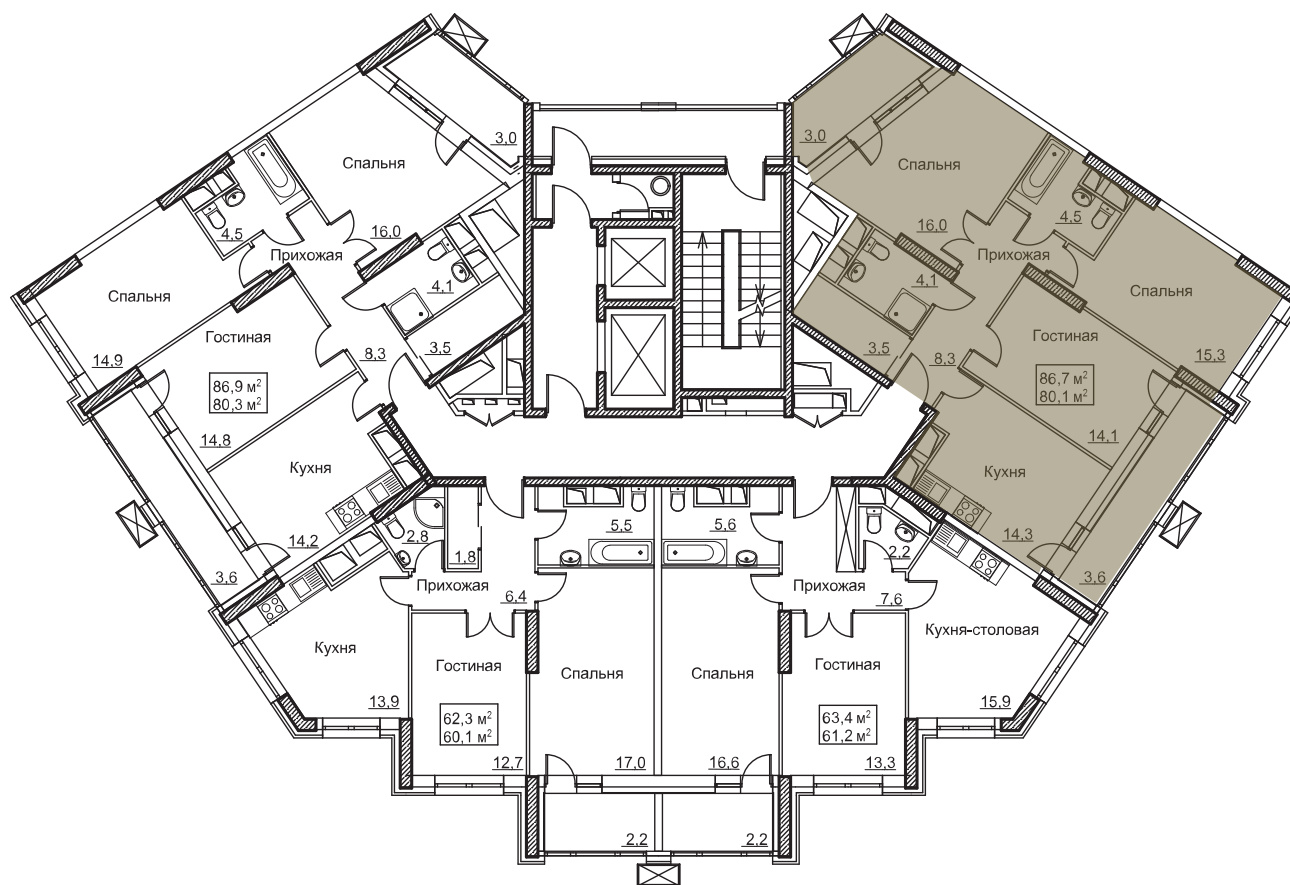 3,0
Спальня
16,0
4,5
Прихожая
4,1
Спальня
3,5
Гостиная
8,3
14,9
86,9 м²
80,3 м²
14,8
Кухня
14,2
3,6
3,0
Спальня
16,0
4,5
Прихожая
4,1
Спальня
3,5
Гостиная
8,3
15,3
86,7 м²
80,1 м²
14,1
Кухня
14,3
3,6
2,8
1,8
Прихожая
6,4
5,5
Кухня
13,9
Гостиная
62,3 м²
60,1 м²
12,7
Спальня
17,0
2,2
5,6
2,2
Прихожая
7,6
Кухня-столовая
15,9
Спальня
16,6
Гостиная
63,4 м²
61,2 м²
13,3
2,2